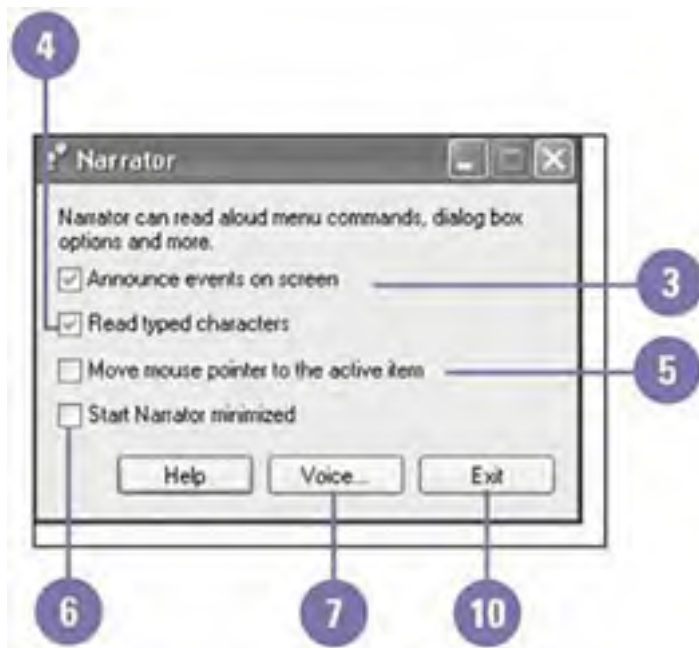 4
Narrator
Narrator can read aloud menu commands, dialog box
options and more.
Announce events on screen
3
Read typed characters
Move mouse pointer to the active item
5
Start Narrator minimized
Help
Voice...
Exit
6
7
10